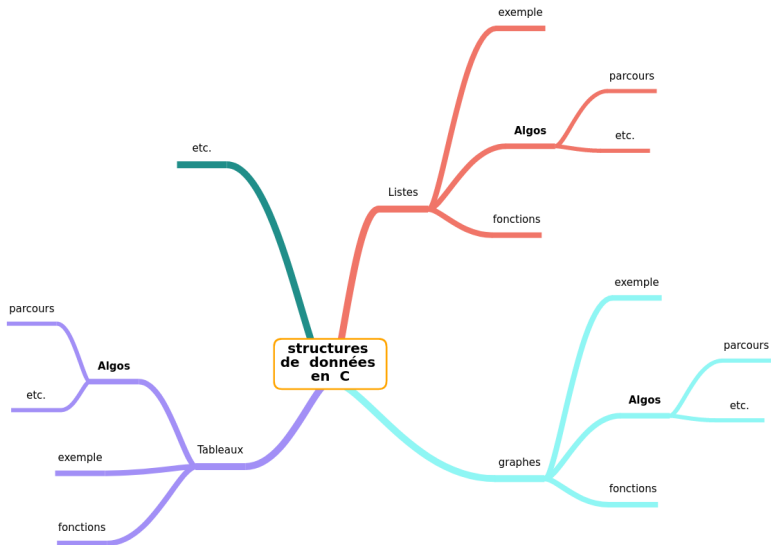 structures
de données
en C
Listes
exemple
Algos
parcours
etc.
fonctions
graphes
exemple
Algos
parcours
etc.
fonctions
Tableaux
Algos
parcours
etc.
exemple
fonctions
etc.